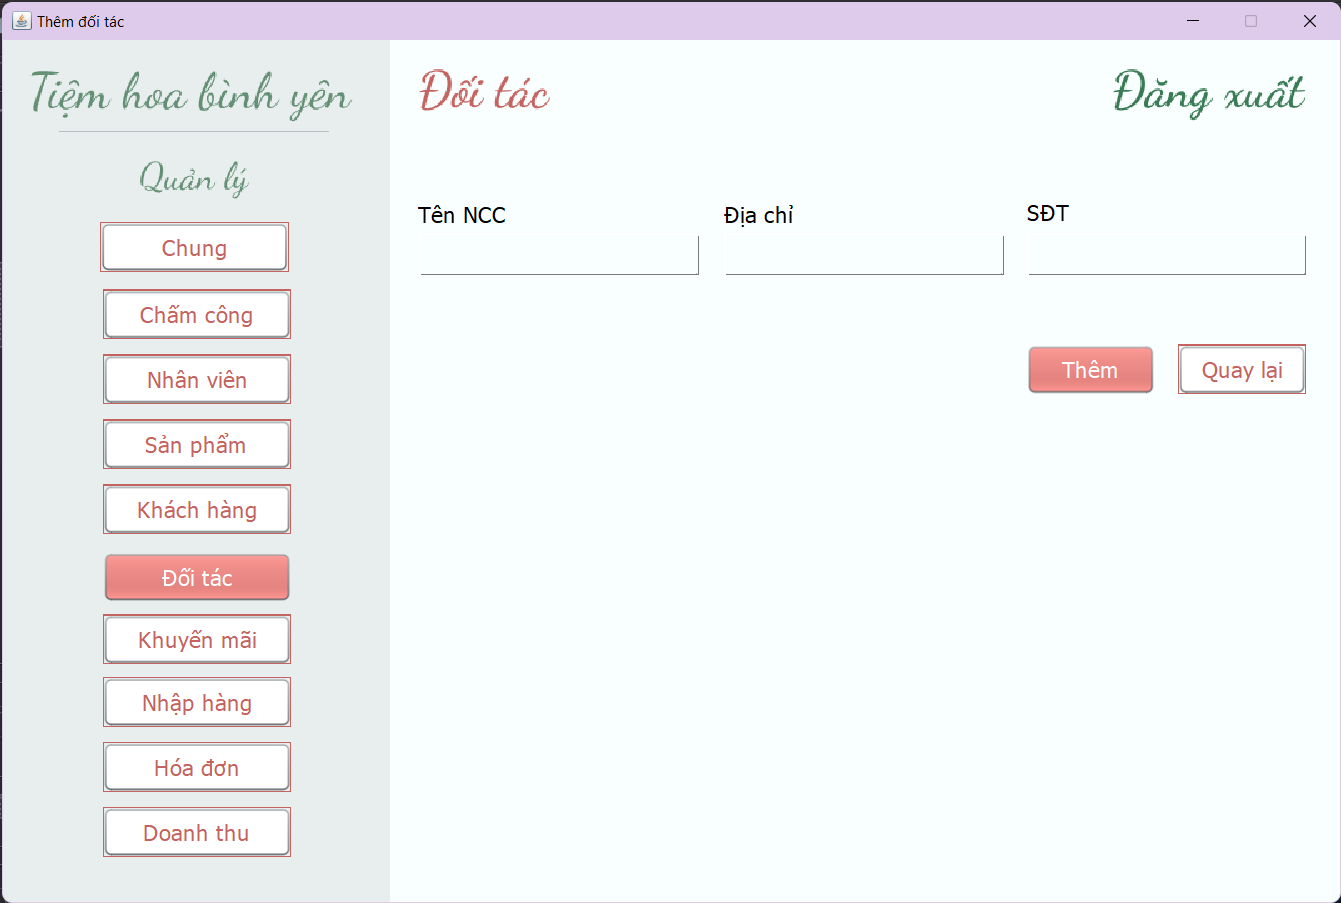 Thêm đối tác
Tiệm hoa bình yên
Quản lý
Chung
Chấm công
Nhân viên
Sản phẩm
Khách hàng
Đối tác
Khuyến mãi
Nhập hàng
Hóa đơn
Doanh thu
Đối tác
Đăng xuất
Tên NCC
Địa chỉ
SĐT
Thêm
Quay lại